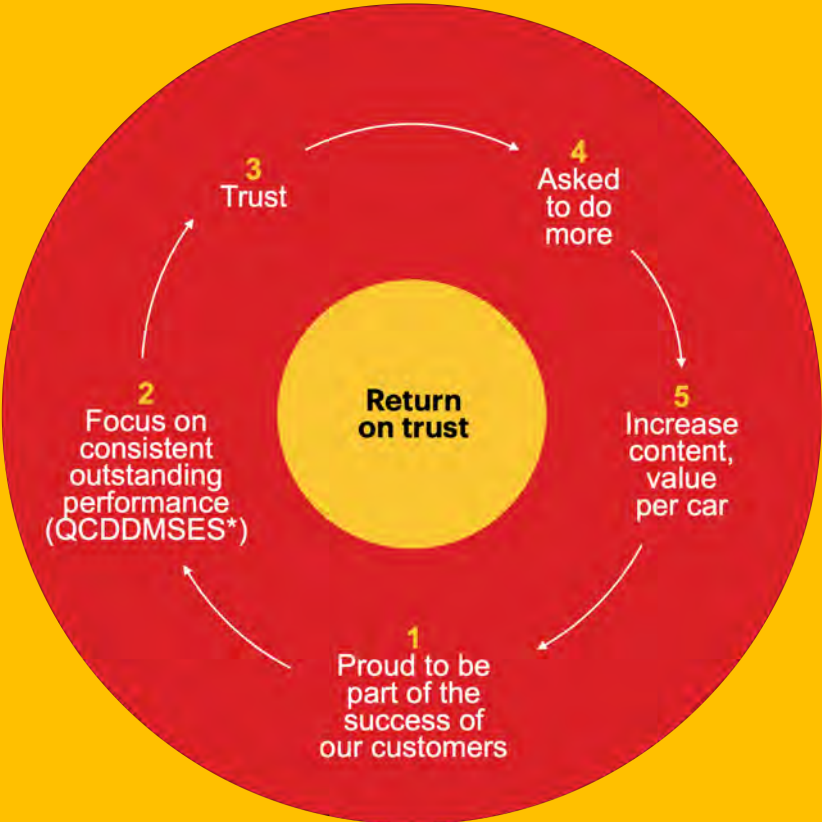 3
Trust
4
Asked
to do
more
Return
on trust
2
Focus on
consistent
outstanding
performance
(QCDDMSES*)
5
Increase
content,
value
per car
1
Proud to be
part of the
success of
our customers